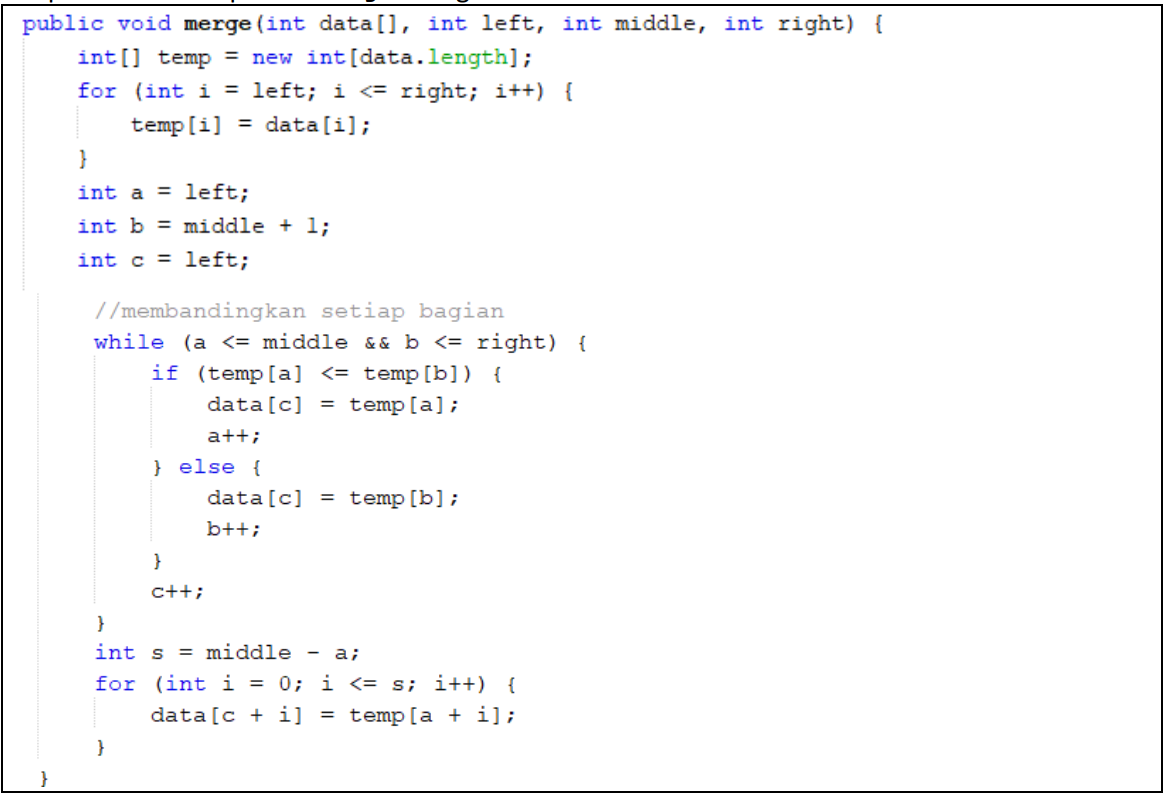 public void merge(int data[], int left, int middle, int right) {
    int[] temp = new int[data.length];
    for (int i = left; i <= right; i++) {
        temp[i] = data[i];
    }
    int a = left;
    int b = middle + 1;
    int c = left;
    //membandingkan setiap bagian
    while (a <= middle && b <= right) {
        if (temp[a] <= temp[b]) {
            data[c] = temp[a];
            a++;
        } else {
            data[c] = temp[b];
            b++;
        }
        c++;
    }
    int s = middle - a;
    for (int i = 0; i <= s; i++) {
        data[c + i] = temp[a + i];
    }
}